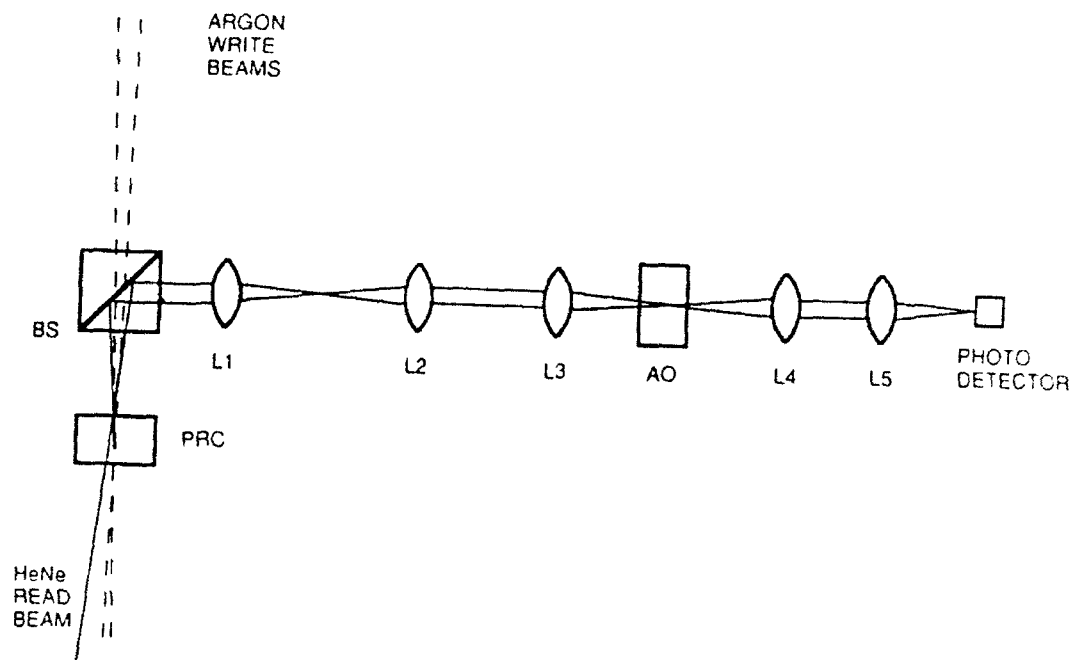 ARGON
WRITE
BEAMS
BS
L1
L2
L3
AO
L4
L5
PHOTO
DETECTOR
PRC
HeNe
READ
BEAM